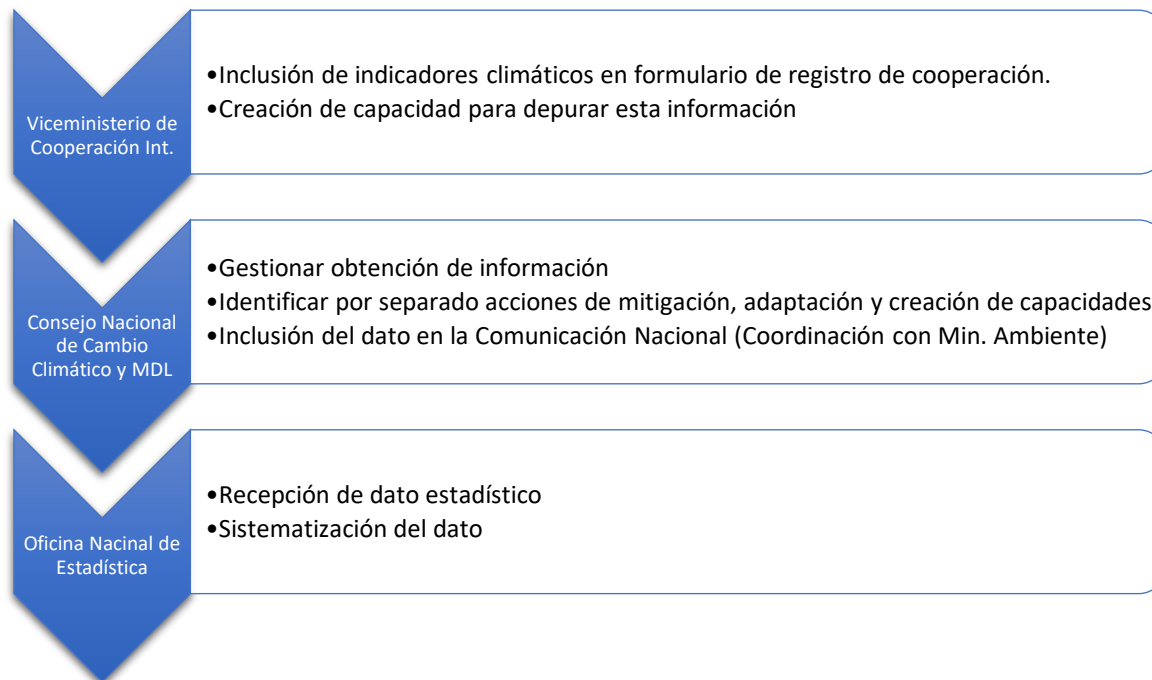 •Inclusión de indicadores climáticos en formulario de registro de cooperación.
•Creación de capacidad para depurar esta información
Viceministerio de
Cooperación Int.
•Gestionar obtención de información
•Identificar por separado acciones de mitigación, adaptación y creación de capacidades
•Inclusión del dato en la Comunicación Nacional (Coordinación con Min. Ambiente)
Consejo Nacional
de Cambio
Climático y MDL
•Recepción de dato estadístico
•Sistematización del dato
Oficina Nacinal de
Estadística